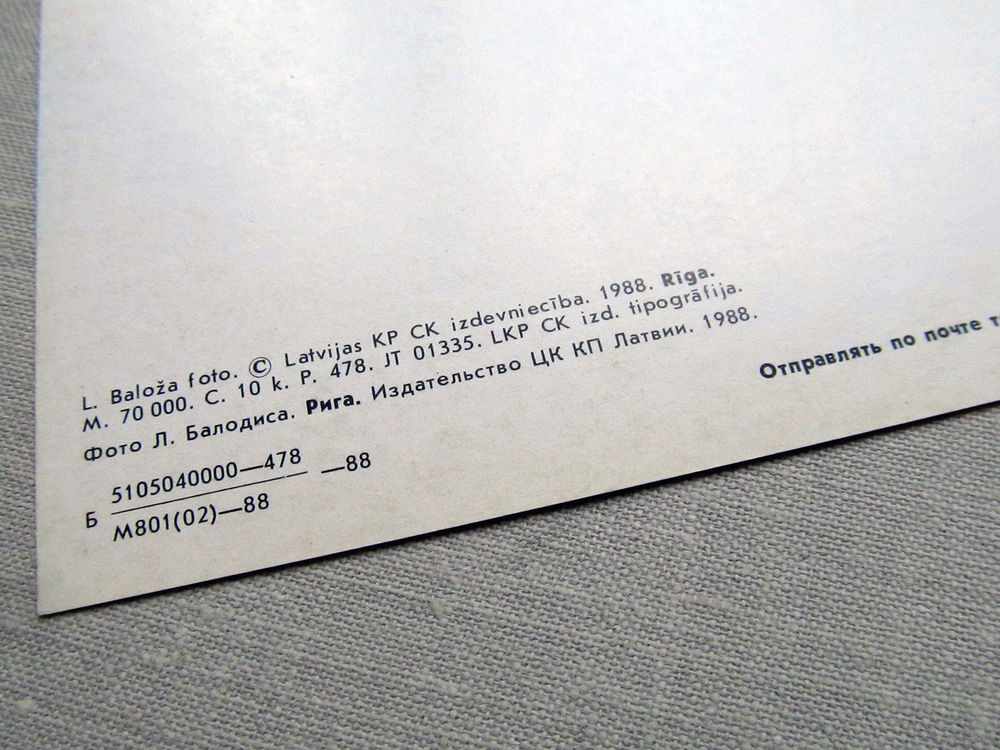 L. Baloža foto. © Latvijas KP CK izdevniecība. 1988. Rīga.
M. 70 000. C. 10 k. P. 478. JT 01335. LKP CK izd. tipogrāfija.
Фото Л. Балодиса. Рига. Издательство ЦК КП Латвии. 1988.
Отправлять по почте
Б 5105040000—478 —88
М801(02)—88